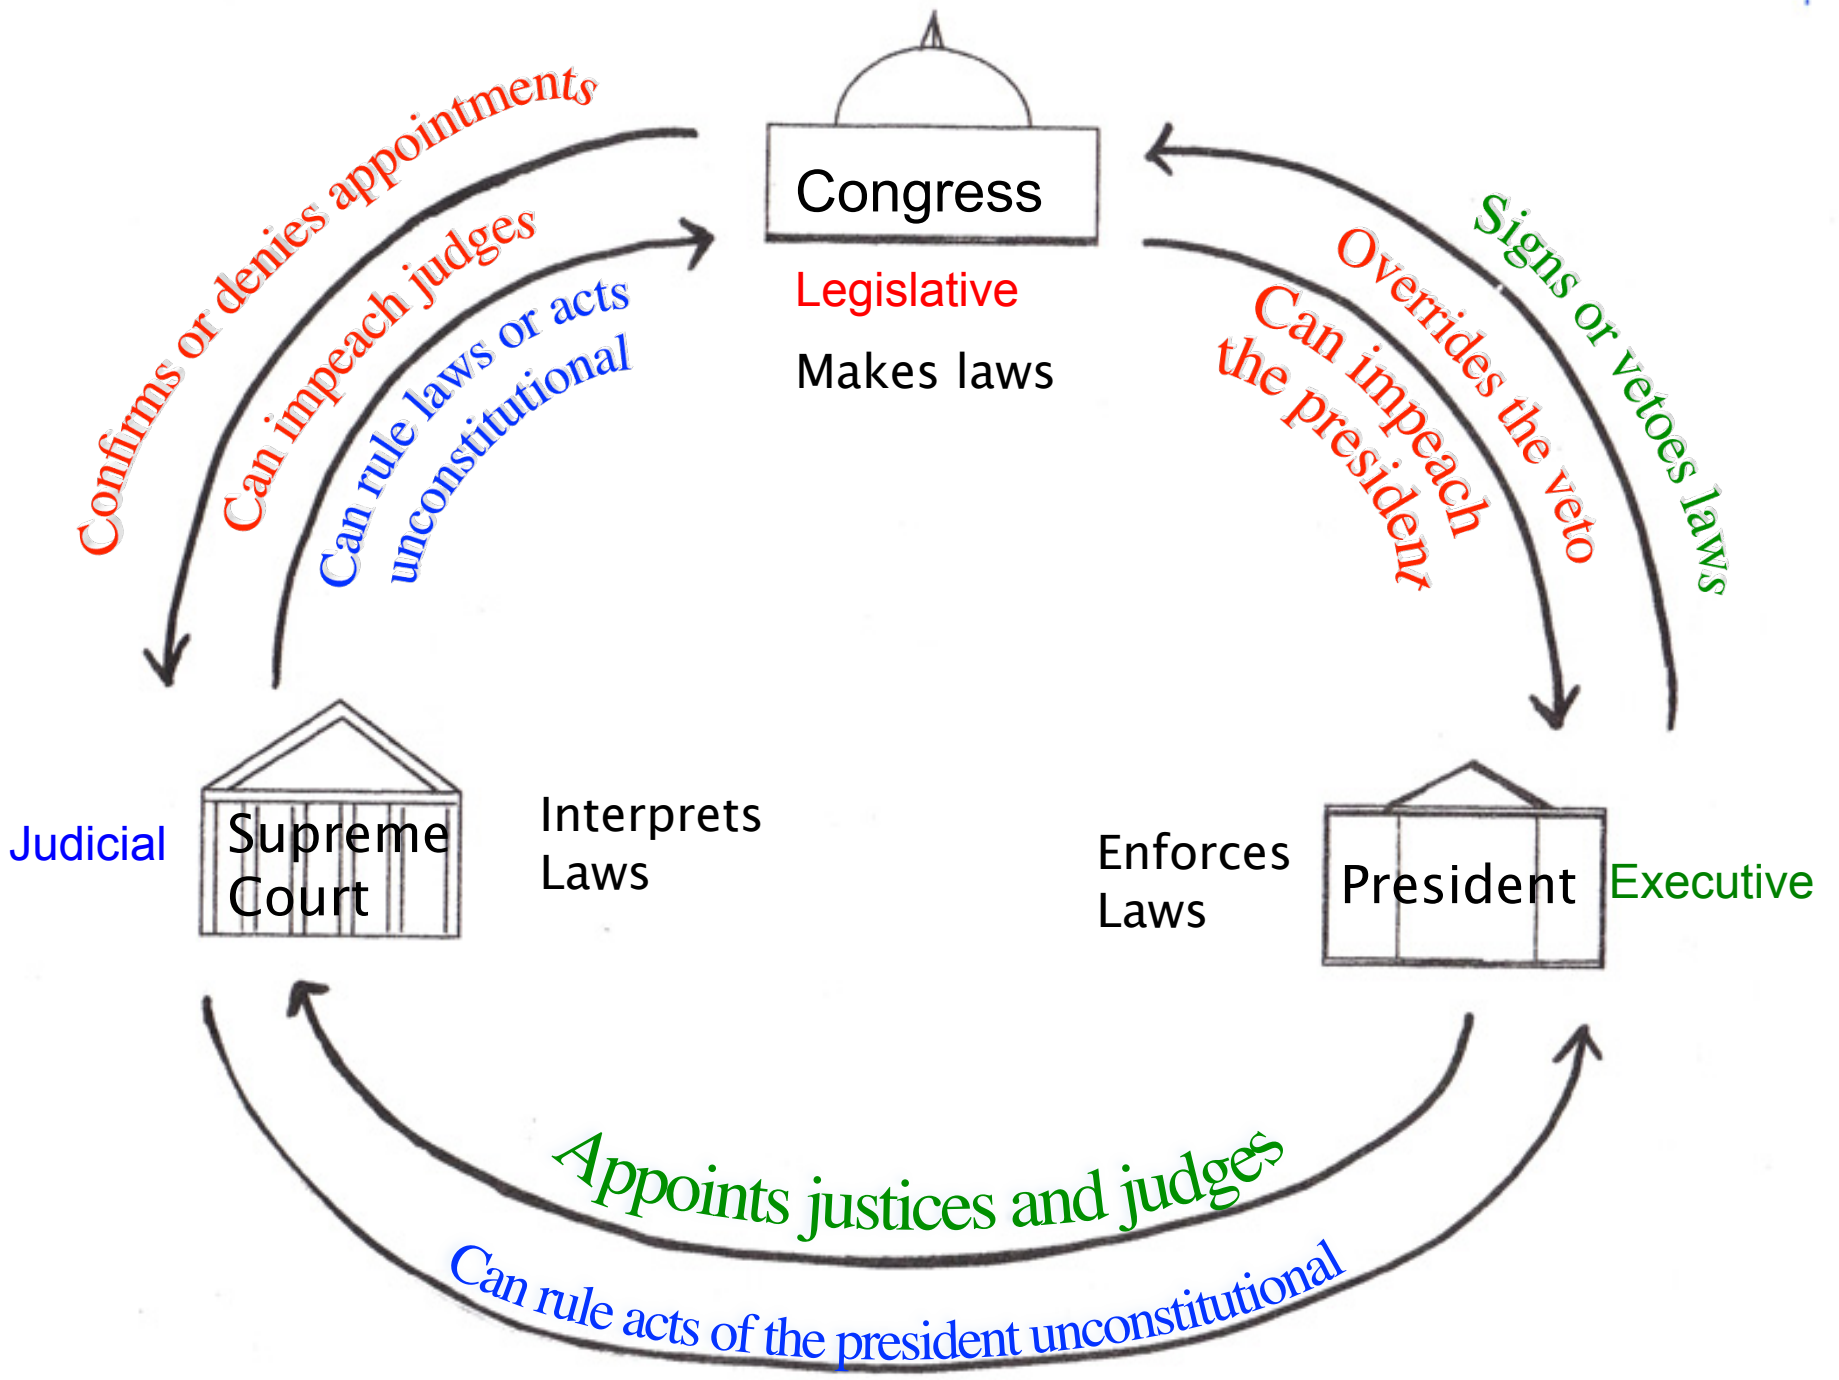 Confirms or denies appointments
Can impeach judges
Can rule laws or acts
unconstitutional
Congress
Legislative
Makes laws
Signs or vetoes laws
Overrides the veto
Can impeach
the president
Judicial
Supreme
Court
Interprets
Laws
Enforces
Laws
President
Executive
Appoints justices and judges
Can rule acts of the president unconstitutional